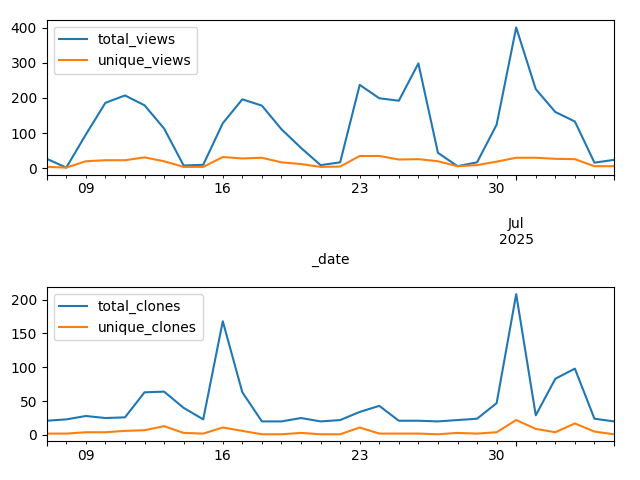 400
300
200
100
0
total_views
unique_views
09 16 23 30
Jul
2025
_date
200
150
100
50
0
total_clones
unique_clones
09 16 23 30